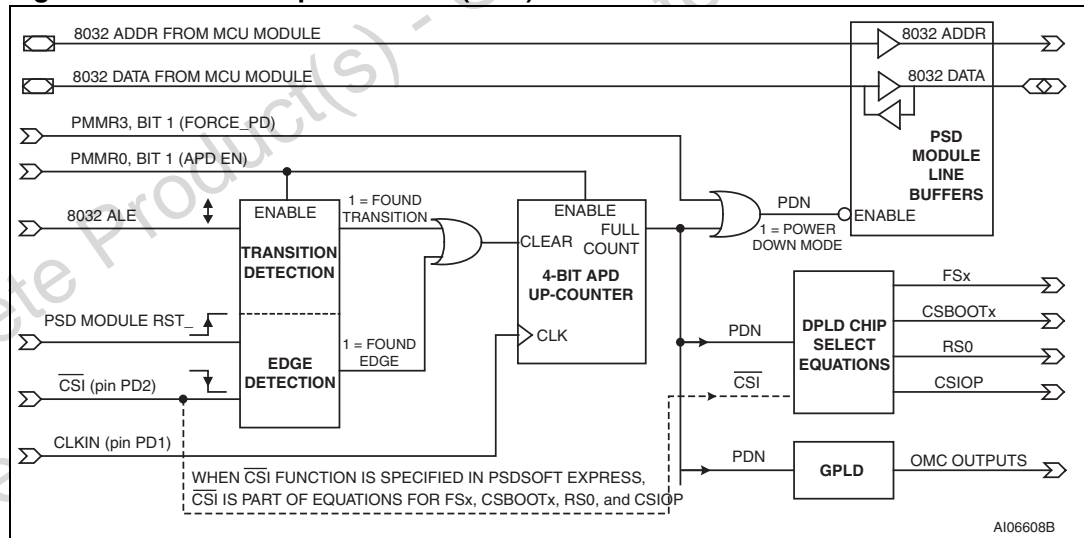 8032 ADDR FROM MCU MODULE
8032 ADDR
8032 DATA FROM MCU MODULE
8032 DATA
PMMR3, BIT 1 (FORCE_PD)
PSD
MODULE
LINE
BUFFERS
PMMR0, BIT 1 (APD EN)
8032 ALE
ENABLE
1 = FOUND
TRANSITION
ENABLE
FULL
COUNT
PDN
1 = POWER
DOWN MODE
ENABLE
TRANSITION
DETECTION
CLEAR
4-BIT APD
UP-COUNTER
PSD MODULE RST_
EDGE
DETECTION
1 = FOUND
EDGE
CLK
PDN
DPLD CHIP
SELECT
EQUATIONS
FSx
CSBOOTx
RS0
CSIOP
CSI (pin PD2)
CSI
CLKIN (pin PD1)
PDN
GPLD
OMC OUTPUTS
WHEN CSI FUNCTION IS SPECIFIED IN PSDSOFT EXPRESS,
CSI IS PART OF EQUATIONS FOR FSx, CSBOOTx, RS0, and CSIOP
AI06608B
ete Product(s) -